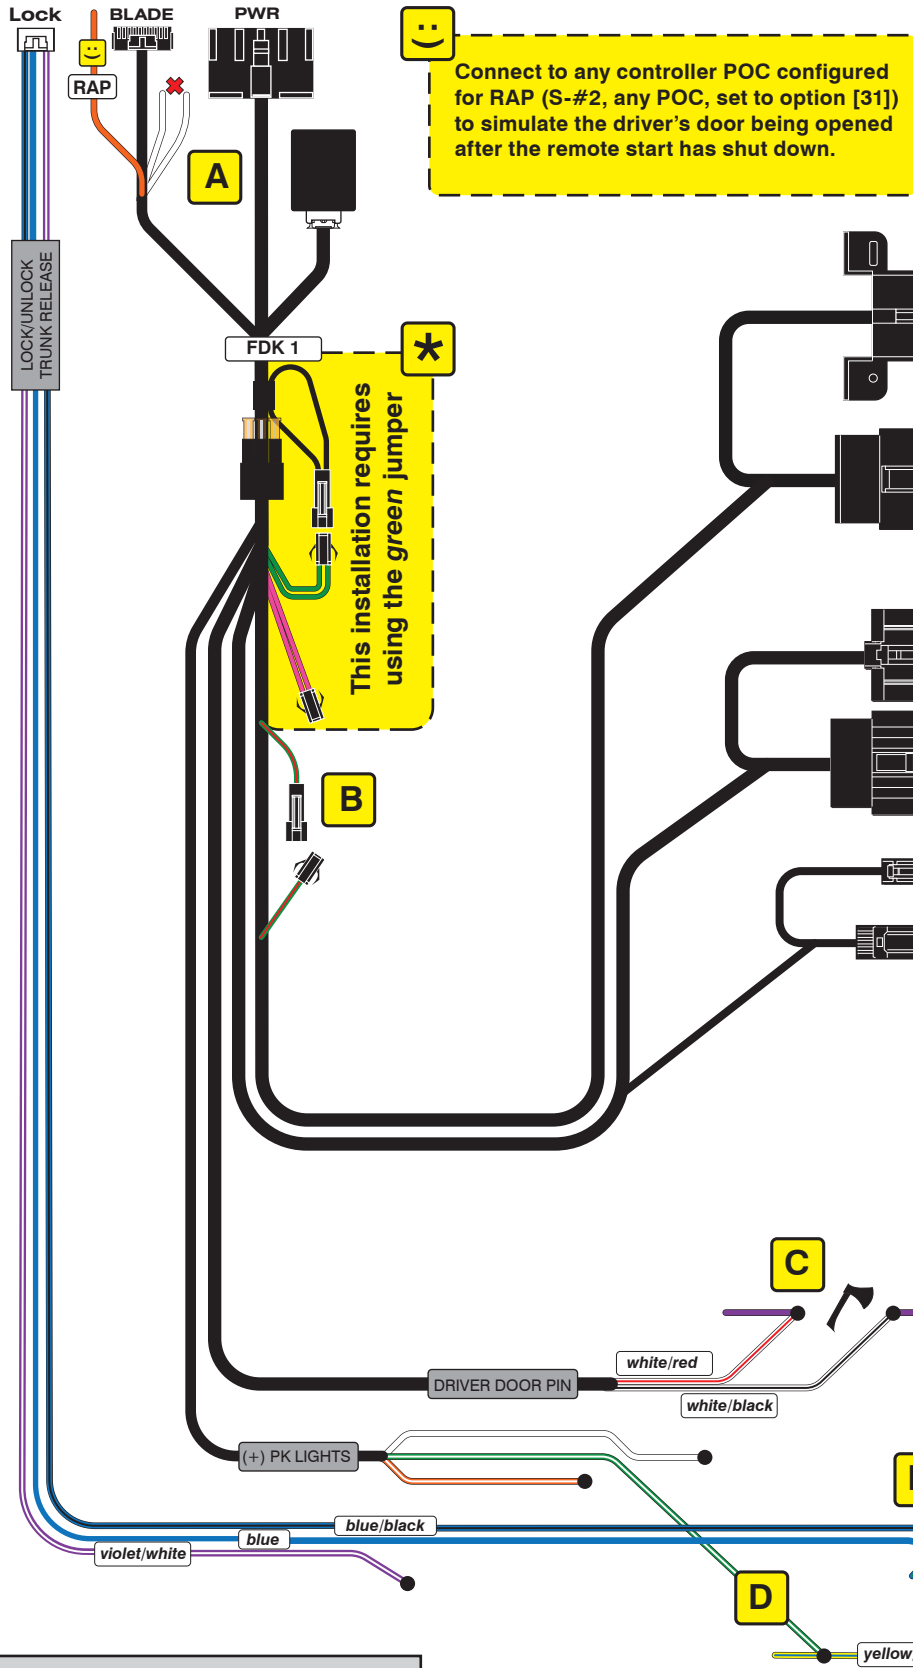 Lock
BLADE
PWR
RAP
A
Connect to any controller POC configured
for RAP (S-#2, any POC, set to option [31])
to simulate the driver's door being opened
after the remote start has shut down.
LOCK/UNLOCK
TRUNK RELEASE
FDK 1
*
This installation requires
using the green jumper
B
C
white/red
DRIVER DOOR PIN
white/black
(+) PK LIGHTS
blue/black
blue
violet/white
D
yellow/